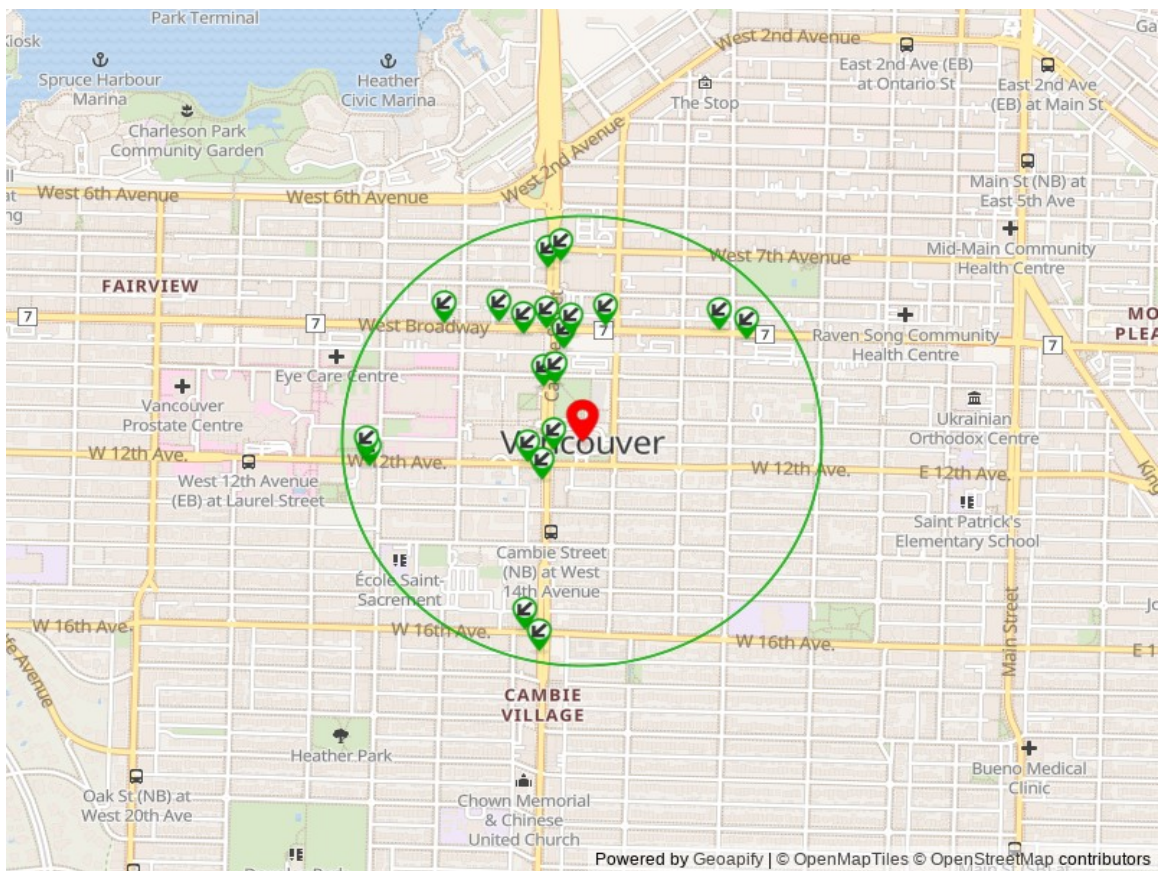 Park Terminal
Kiosk
Spruce Harbour
Marina
Heather
Civic Marina
Charleson Park
Community Garden
West 2nd Avenue
East 2nd Ave (EB)
at Ontario St
East 2nd Ave
(EB) at Main St
The Stop
West 2nd Avenue
Main St (NB) at
East 5th Ave
West 6th Avenue
West 6th Avenue
Mid-Main Community
Health Centre
West 7th Avenue
FAIRVIEW
7
7
West Broadway
7
7
7
Raven Song Community
Health Centre
Eye Care Centre
Vancouver
Prostate Centre
Ukrainian
Orthodox Centre
Vancouver
W 12th Ave.
W 12th Ave.
W 12th Ave.
E 12th Ave.
West 12th Avenue
(EB) at Laurel Street
Saint Patrick's
Elementary School
Cambie Street
(NB) at West
14th Avenue
École Saint-
Sacrement
W 16th Ave.
W 16th Ave.
W 16th Ave.
Main Street
CAMBIE
VILLAGE
Heather Park
Oak St (NB) at
West 20th Ave
Chown Memorial
& Chinese
United Church
Bueno Medical
Clinic
Powered by Geoapify | © OpenMapTiles © OpenStreetMap contributors